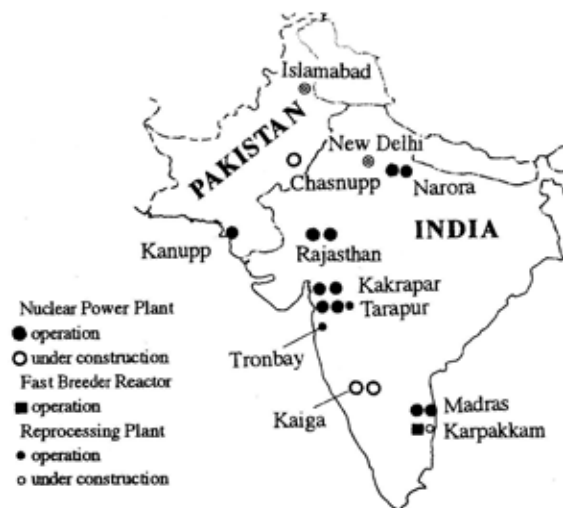 Islamabad
PAKISTAN
New Delhi
Chasnupp
Narora
INDIA
Kanupp
Rajasthan
Kakrapar
Tarapur
Tronbay
Kaiga
Madras
Karpakkam
Nuclear Power Plant
operation
under construction
Fast Breeder Reactor
operation
Reprocessing Plant
operation
under construction